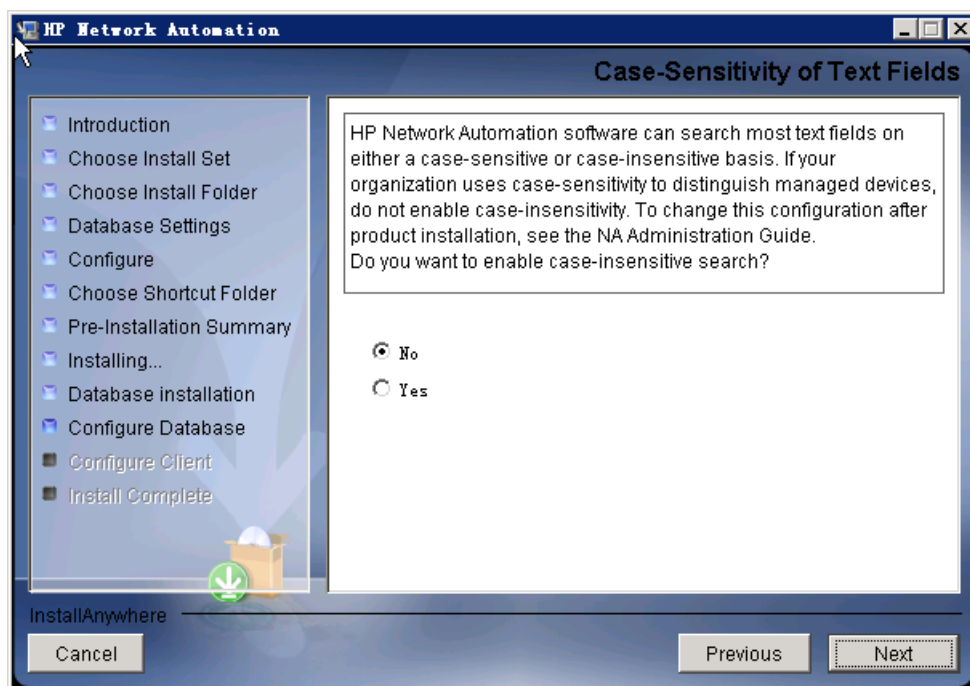 HP Network Automation
Case-Sensitivity of Text Fields
Introduction
Choose Install Set
Choose Install Folder
Database Settings
Configure
Choose Shortcut Folder
Pre-Installation Summary
Installing...
Database installation
Configure Database
Configure Client
Install Complete
HP Network Automation software can search most text fields on
either a case-sensitive or case-insensitive basis. If your
organization uses case-sensitivity to distinguish managed devices,
do not enable case-insensitivity. To change this configuration after
product installation, see the NA Administration Guide.
Do you want to enable case-insensitive search?
No
Yes
InstallAnywhere
Cancel
Previous
Next